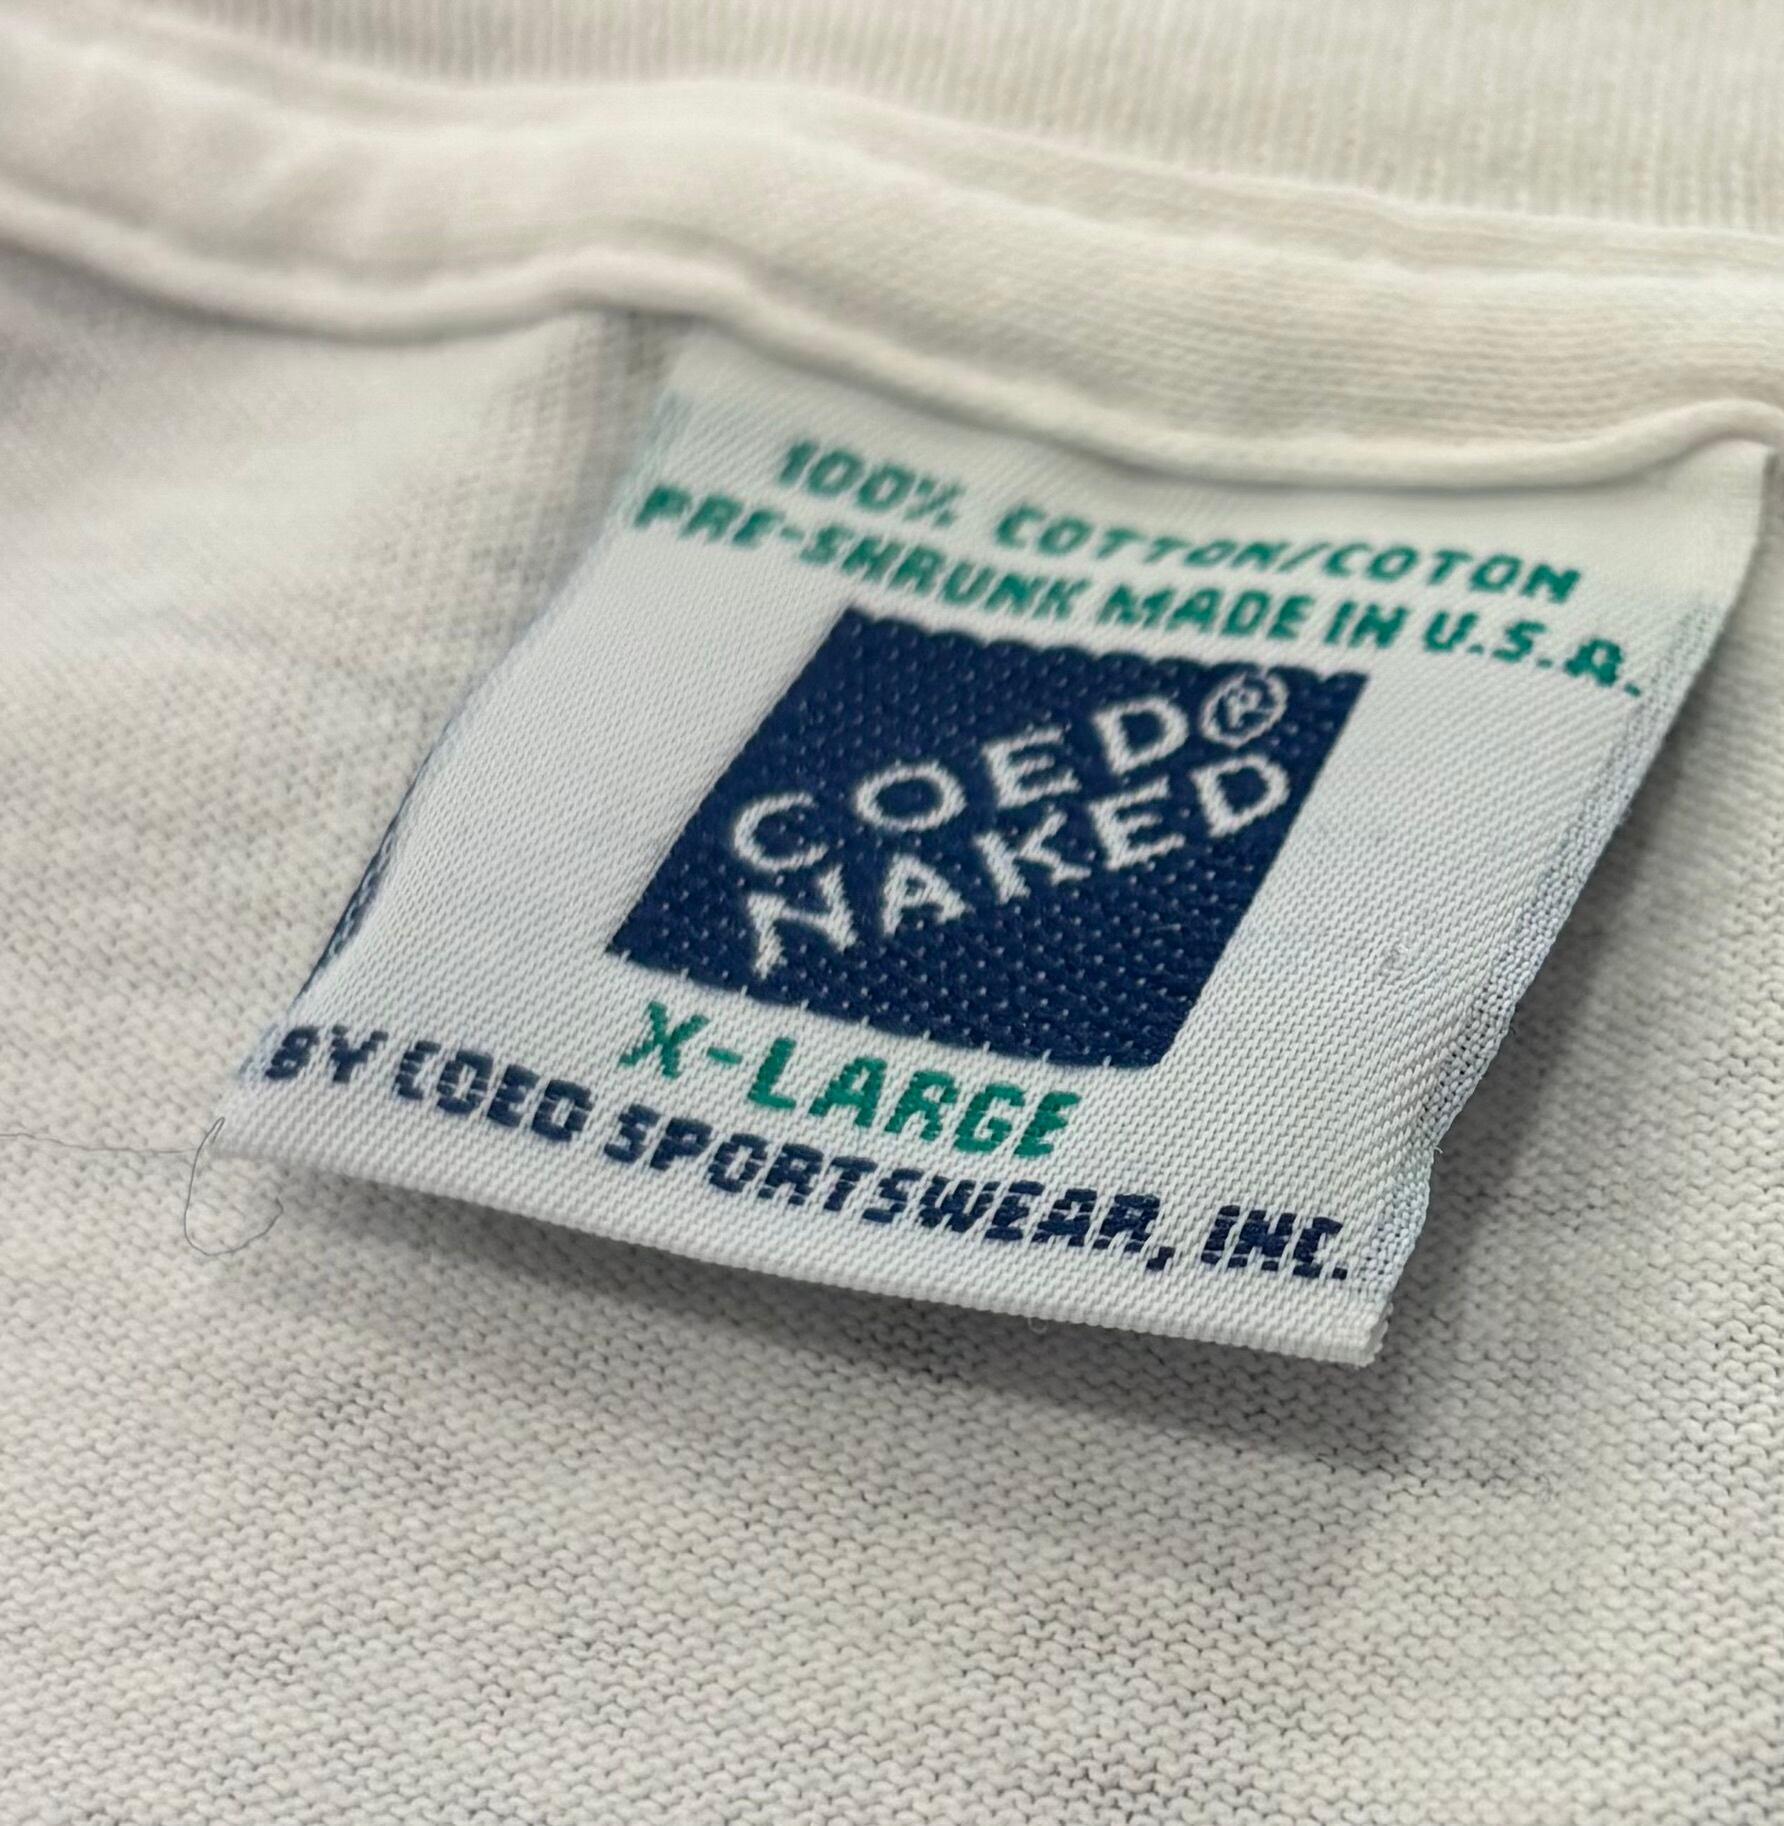 100% COTTON/COTON
PRE-SHRUNK MADE IN U.S.A.
COED®
NAKED
X-LARGE
BY COED SPORTSWEAR, INC.